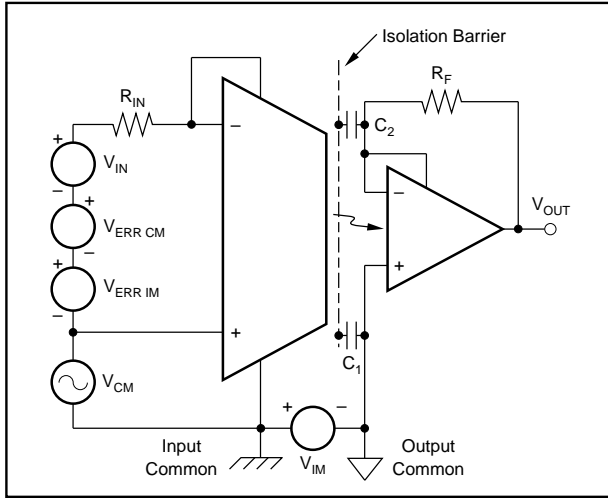 Isolation Barrier
R_IN
R_F
C_2
−
+
V_IN
−
−
V_OUT
+
V_ERR CM
−
+
V_ERR IM
−
+
+
C_1
V_CM
+
−
Input
Common
V_IM
Output
Common